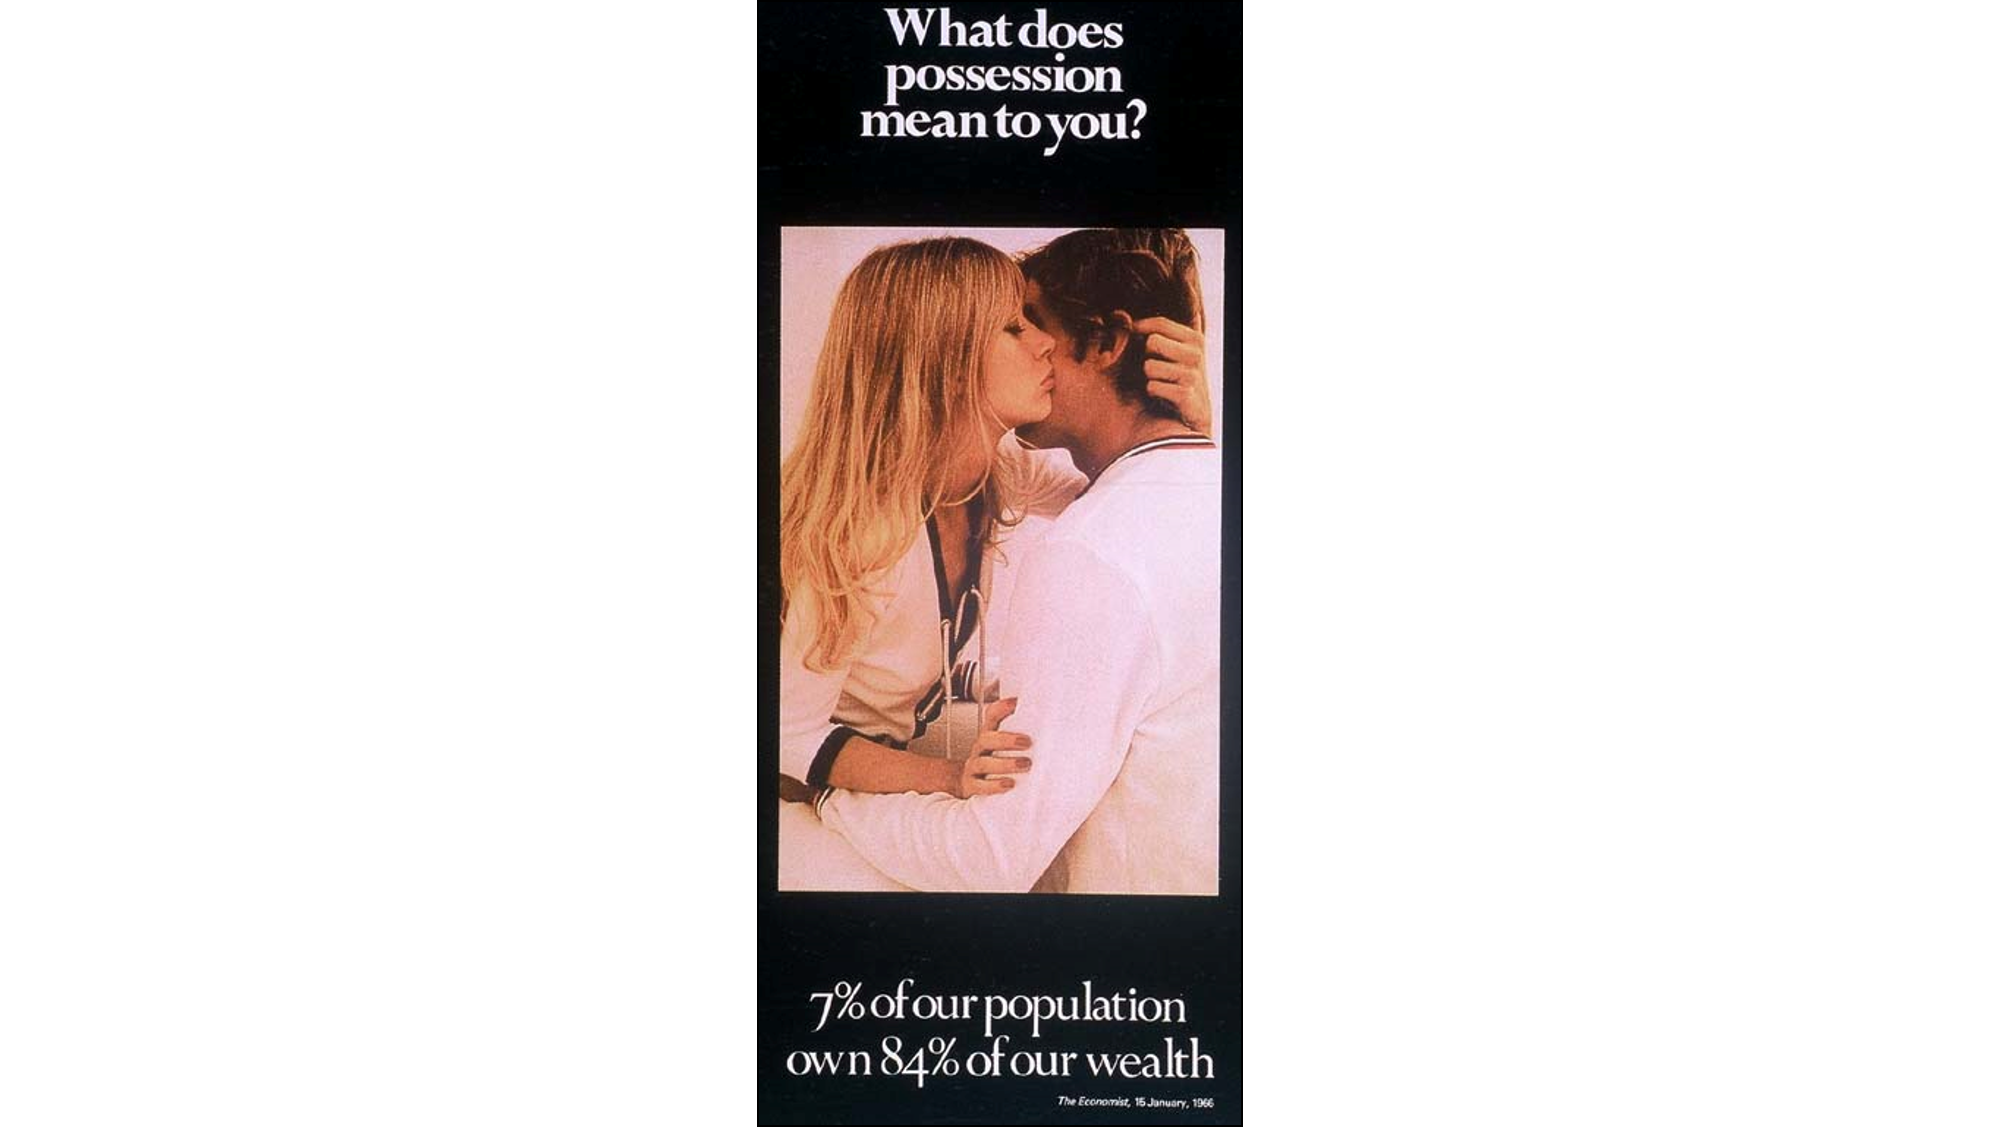 What does
possession
mean to you?
7% of our population
own 84% of our wealth
The Economist, 15 January, 1966